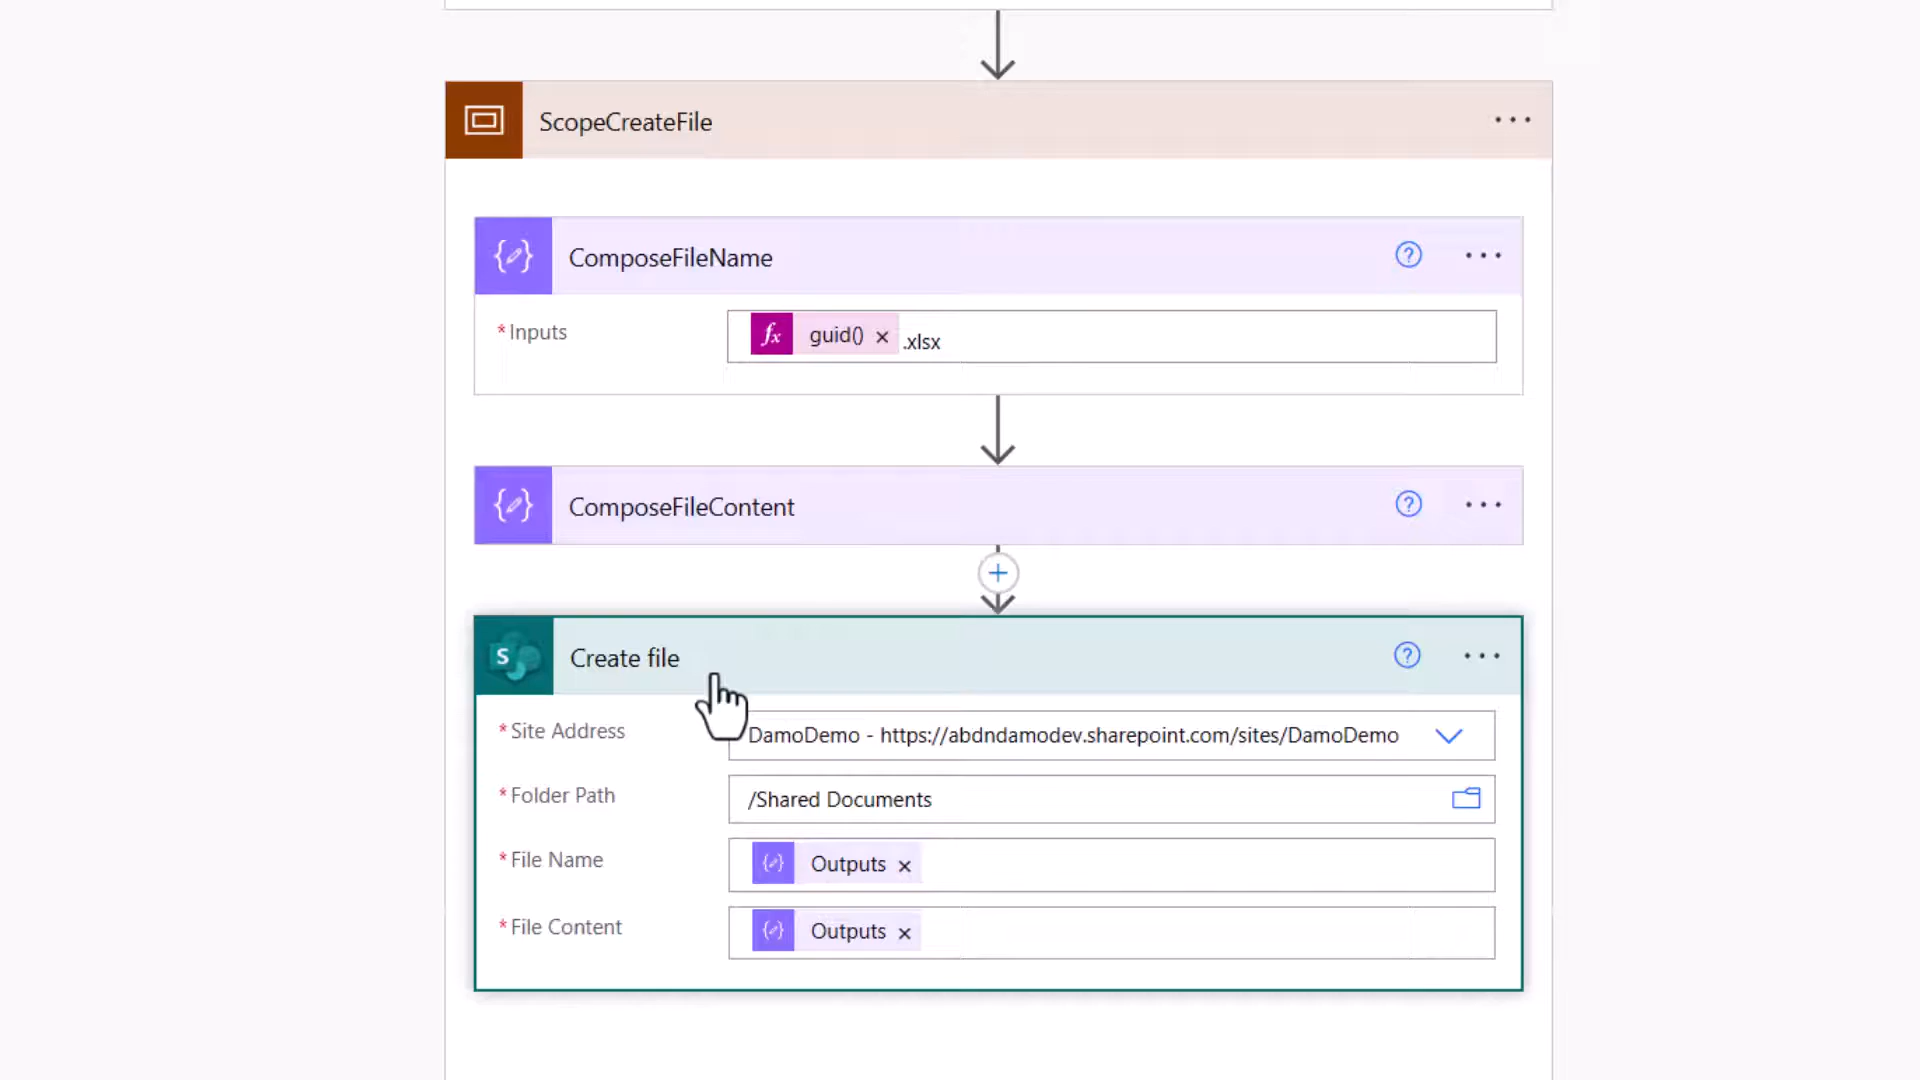 ScopeCreateFile
ComposeFileName
* Inputs
fx guid() × .xlsx
ComposeFileContent
S Create file
* Site Address
DamoDemo - https://abdndamodev.sharepoint.com/sites/DamoDemo
* Folder Path
/Shared Documents
* File Name
Outputs ×
* File Content
Outputs ×